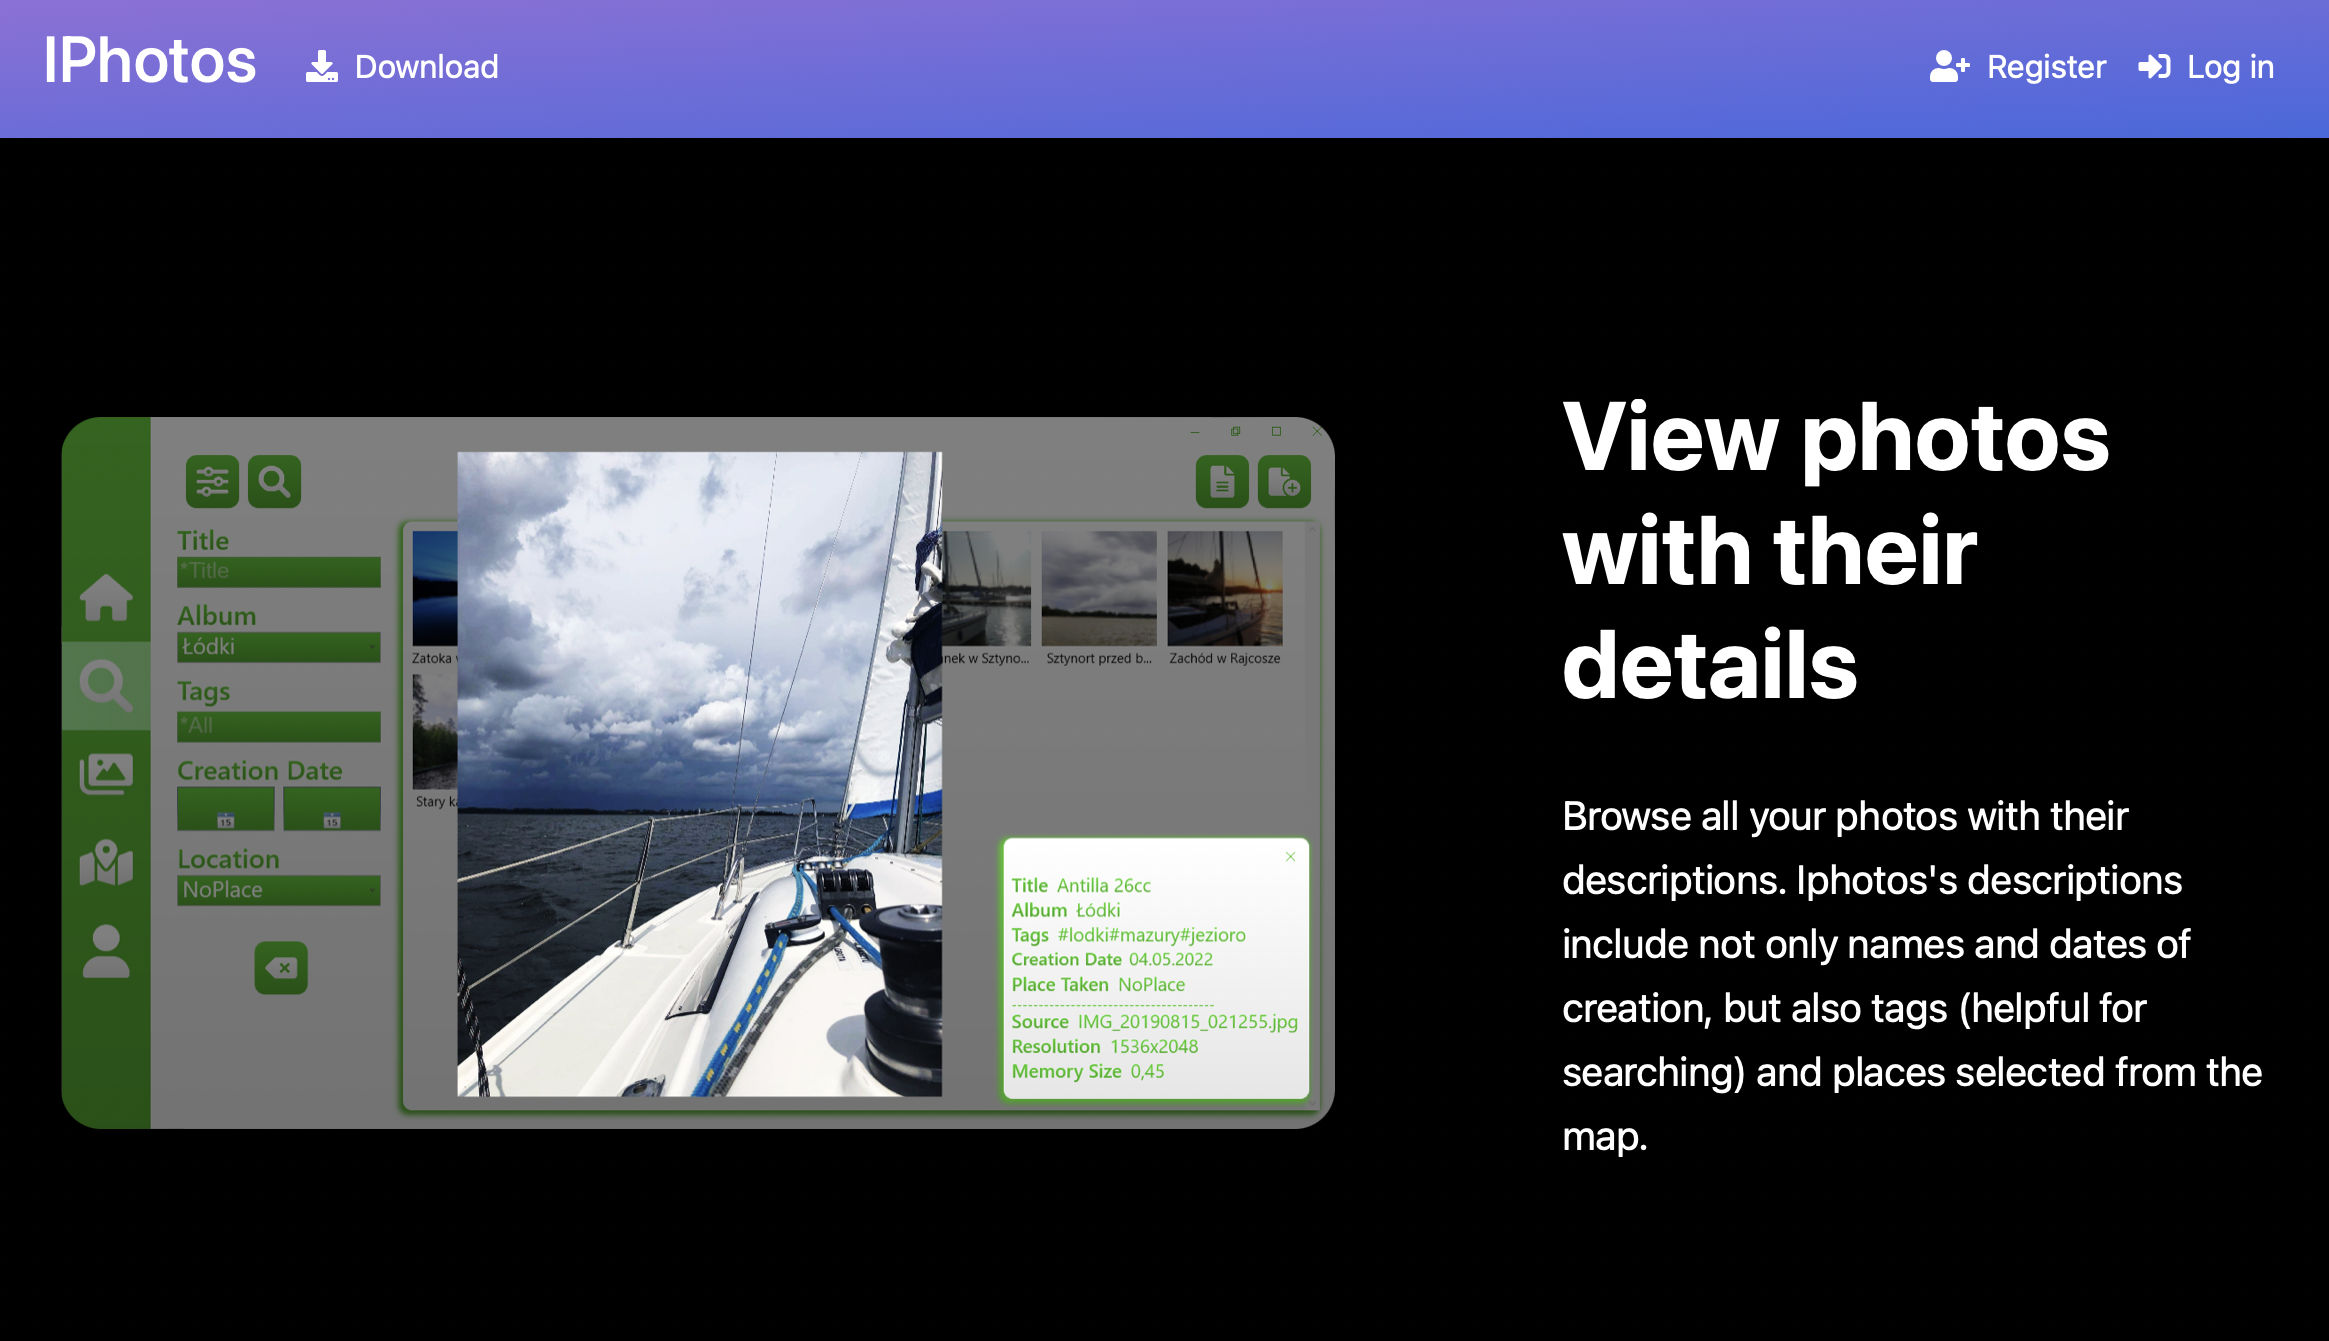 IPhotos
Download
Register
Log in
Title
*Title
Album
Łódki
Tags
*All
Creation Date
15
15
Location
NoPlace
Zatoka
nek w Sztyno...
Sztynort przed b...
Zachód w Rajcosze
Stary
Title Antilla 26cc
Album Łódki
Tags #lodki#mazury#jezioro
Creation Date 04.05.2022
Place Taken NoPlace
--------------------------------------
Source IMG_20190815_021255.jpg
Resolution 1536x2048
Memory Size 0,45
View photos
with their
details
Browse all your photos with their
descriptions. Iphotos's descriptions
include not only names and dates of
creation, but also tags (helpful for
searching) and places selected from the
map.